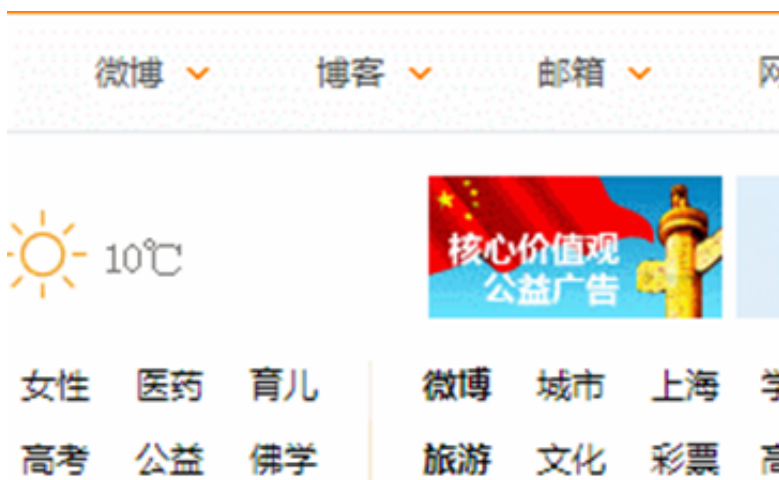 微博 博客 邮箱
10℃
核心价值观
公益广告
女性 医药 育儿 微博 城市 上海
高考 公益 佛学 旅游 文化 彩票